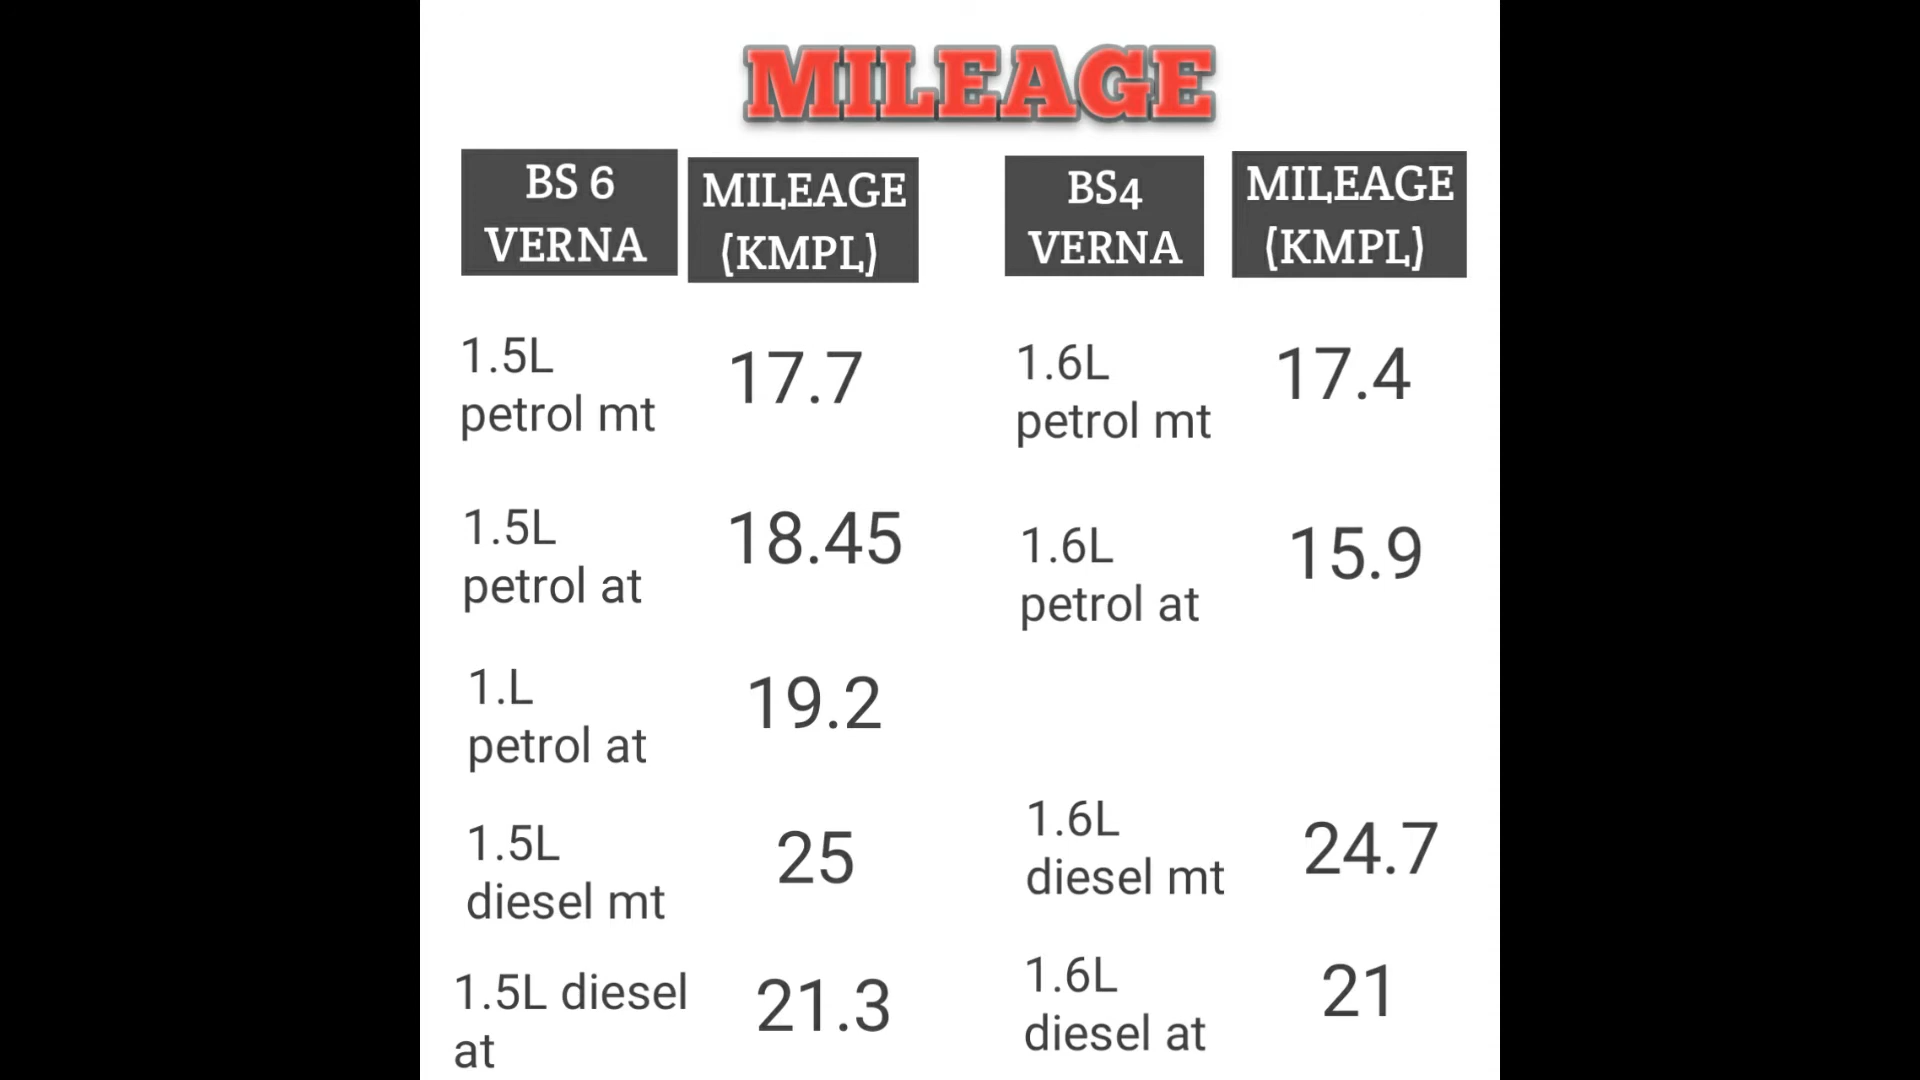 MILEAGE
BS 6
VERNA
MILEAGE
(KMPL)
BS4
VERNA
MILEAGE
(KMPL)
1.5L
petrol mt
17.7
1.6L
petrol mt
17.4
1.5L
petrol at
18.45
1.6L
petrol at
15.9
1.L
petrol at
19.2
1.5L
diesel mt
25
1.6L
diesel mt
24.7
1.5L diesel
at
21.3
1.6L
diesel at
21